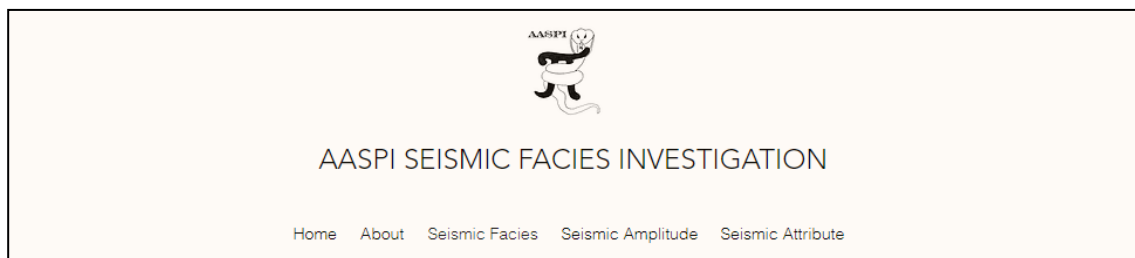 AASPI
AASPI SEISMIC FACIES INVESTIGATION
Home About Seismic Facies Seismic Amplitude Seismic Attribute